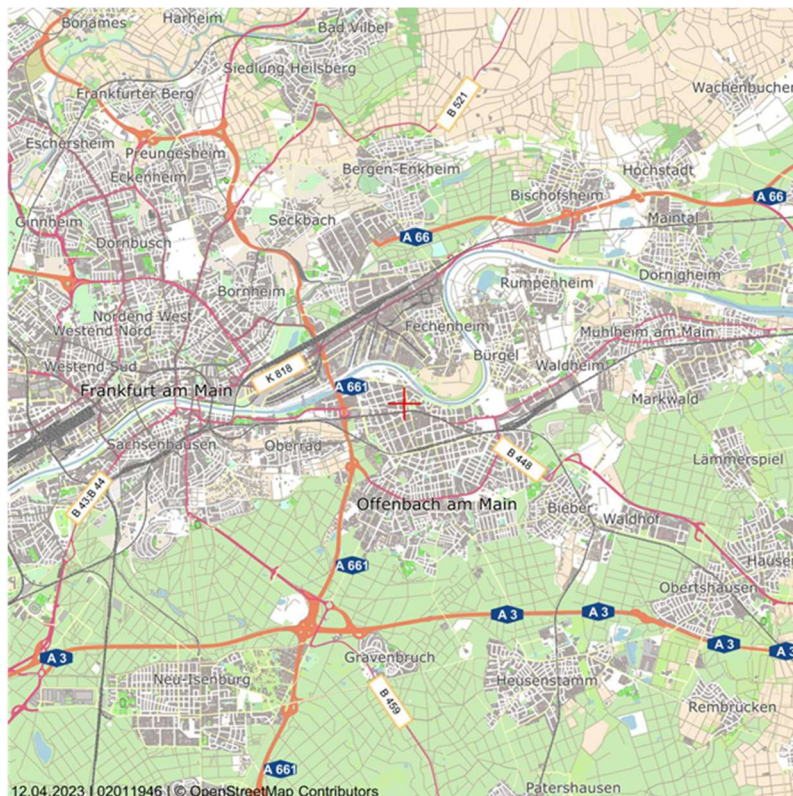 Bonames
Harheim
Bad Vilbel
Siedlung Heilsberg
Frankfurter Berg
B 521
Wachenbuchen
Eschersheim
Preungesheim
Eckenheim
Bergen-Enkheim
Hochstadt
Bischofsheim
A 66
Ginnheim
Seckbach
Maintal
A 66
Dornbusch
Dörnigheim
Bornheim
Rumpenheim
Nordend West
Westend Nord
Fechenheim
Mühlheim am Main
Bürgel
Westend Süd
Waldheim
K 818
Frankfurt am Main
A 661
Markwald
Sachsenhausen
Oberrad
B 448
Lämmerspiel
B 43;B 44
Offenbach am Main
Bieber
Waldhof
A 661
Hausen
Obertshausen
A 3
A 3
A 3
A 3
A 3
Gravenbruch
Neu-Isenburg
Heusenstamm
B 459
Rembrücken
A 661
Patershausen
12.04.2023 | 02011946 | © OpenStreetMap Contributors